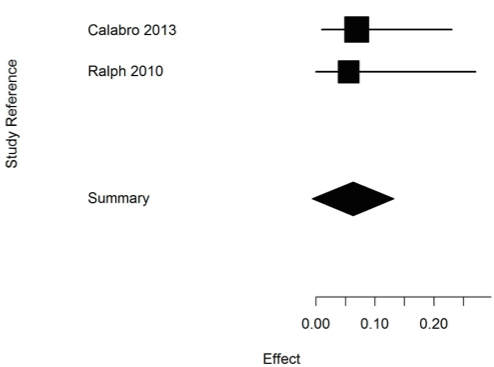 Calabro 2013
Ralph 2010
Study Reference
Summary
0.00 0.10 0.20
Effect